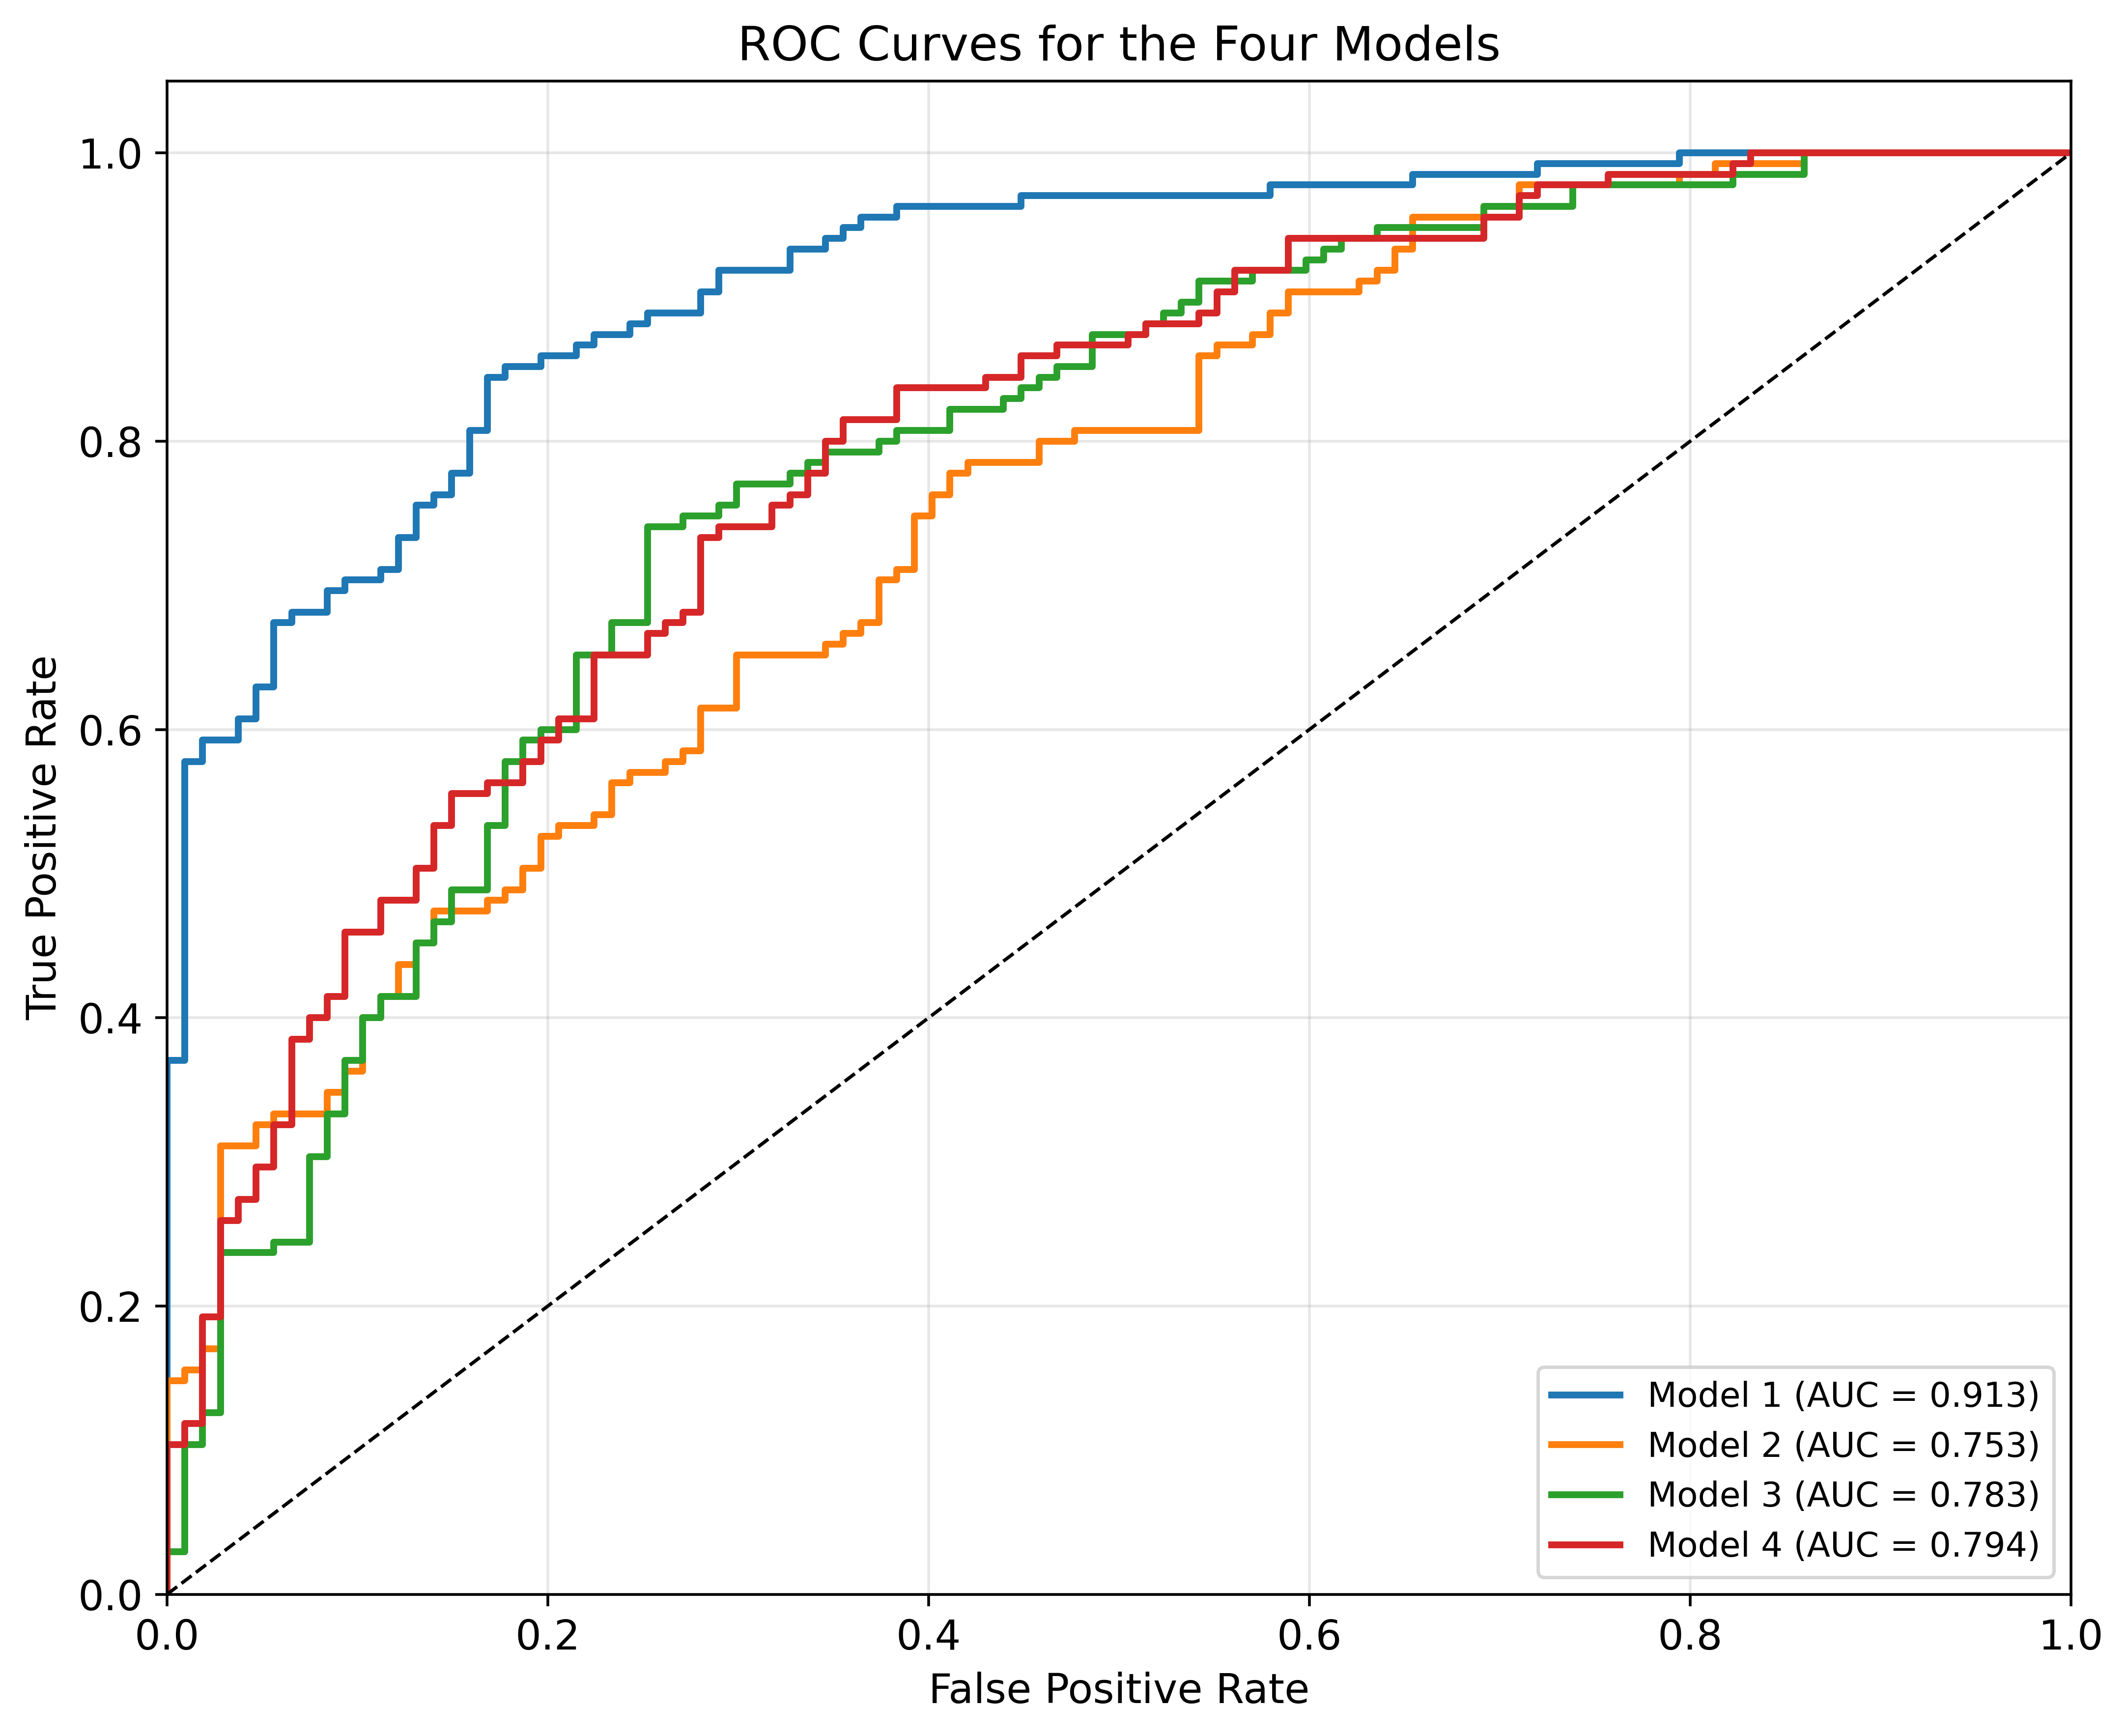 ROC Curves for the Four Models
1.0
0.8
0.6
0.4
0.2
0.0
True Positive Rate
0.0 0.2 0.4 0.6 0.8 1.0
False Positive Rate
Model 1 (AUC = 0.913)
Model 2 (AUC = 0.753)
Model 3 (AUC = 0.783)
Model 4 (AUC = 0.794)